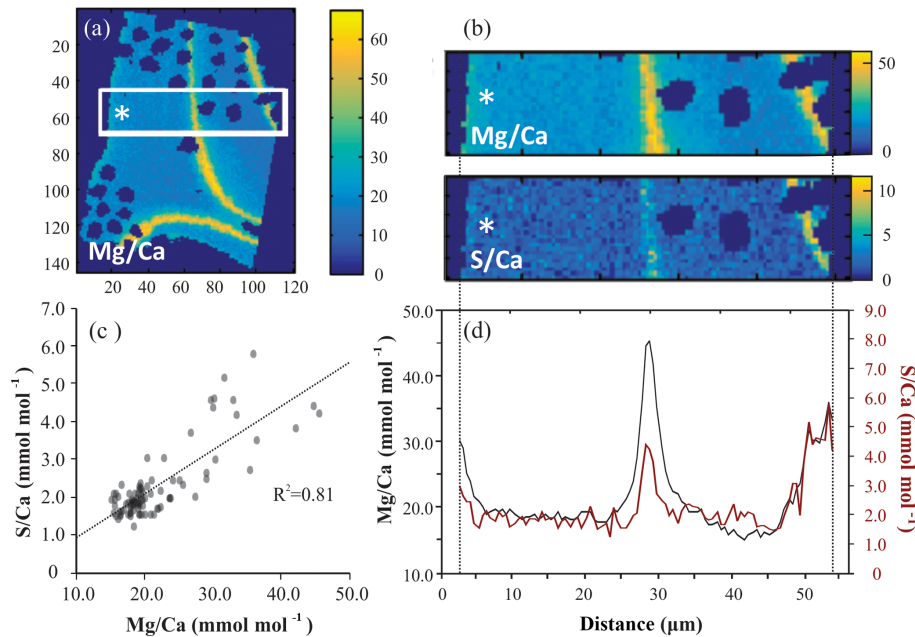 (a)
20
40
60
80
100
120
140
20 40 60 80 100 120
*
Mg/Ca
60
50
40
30
20
10
0
(b)
*
Mg/Ca
50
0
*
S/Ca
10
5
0
(c)
S/Ca (mmol mol⁻¹)
7.0
6.0
5.0
4.0
3.0
2.0
1.0
0
R²=0.81
10.0 20.0 30.0 40.0 50.0
Mg/Ca (mmol mol⁻¹)
(d)
Mg/Ca (mmol mol⁻¹)
50.0
40.0
30.0
20.0
10.0
S/Ca (mmol mol⁻¹)
9.0
8.0
7.0
6.0
5.0
4.0
3.0
2.0
1.0
0
0 5 10 20 30 40 50
Distance (µm)